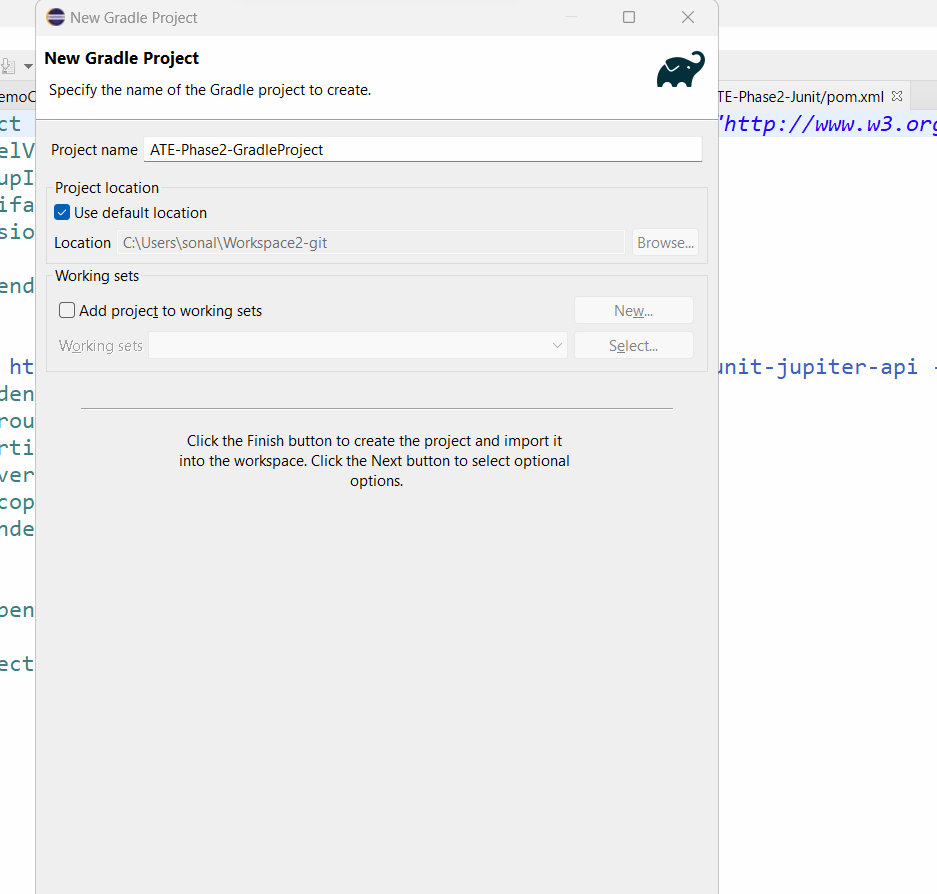 New Gradle Project
New Gradle Project
Specify the name of the Gradle project to create.
Project name ATE-Phase2-GradleProject
Project location
Use default location
Location C:\Users\sonal\Workspace2-git Browse...
Working sets
Add project to working sets New...
Working sets Select...
Click the Finish button to create the project and import it
into the workspace. Click the Next button to select optional
options.
emoC
TE-Phase2-Junit/pom.xml
ct "http://www.w3.org
elV
upI
ifa
sio
end
ht unit-jupiter-api -
den
rou
rti
ver
cop
nde
pen
ect